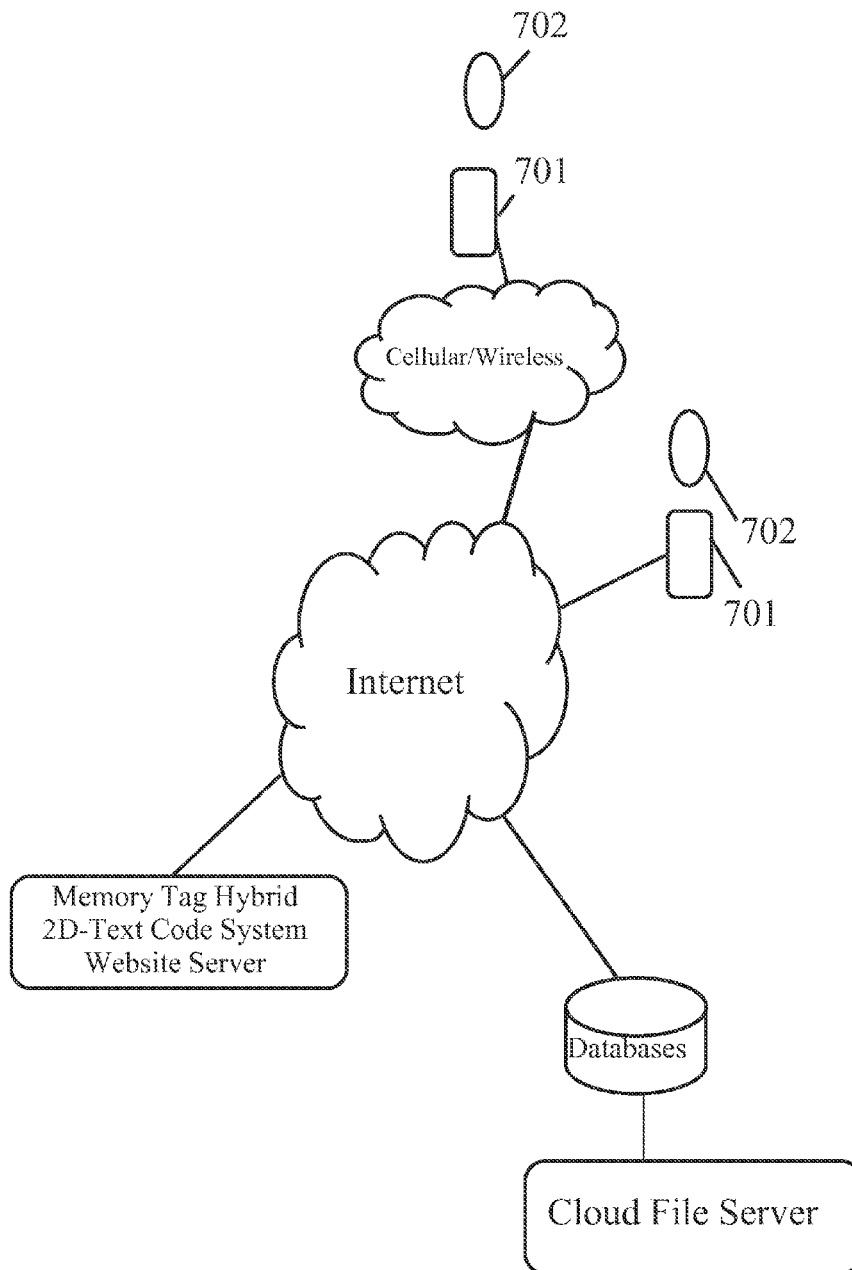 702
701
Cellular/Wireless
702
701
Internet
Memory Tag Hybrid
2D-Text Code System
Website Server
Databases
Cloud File Server